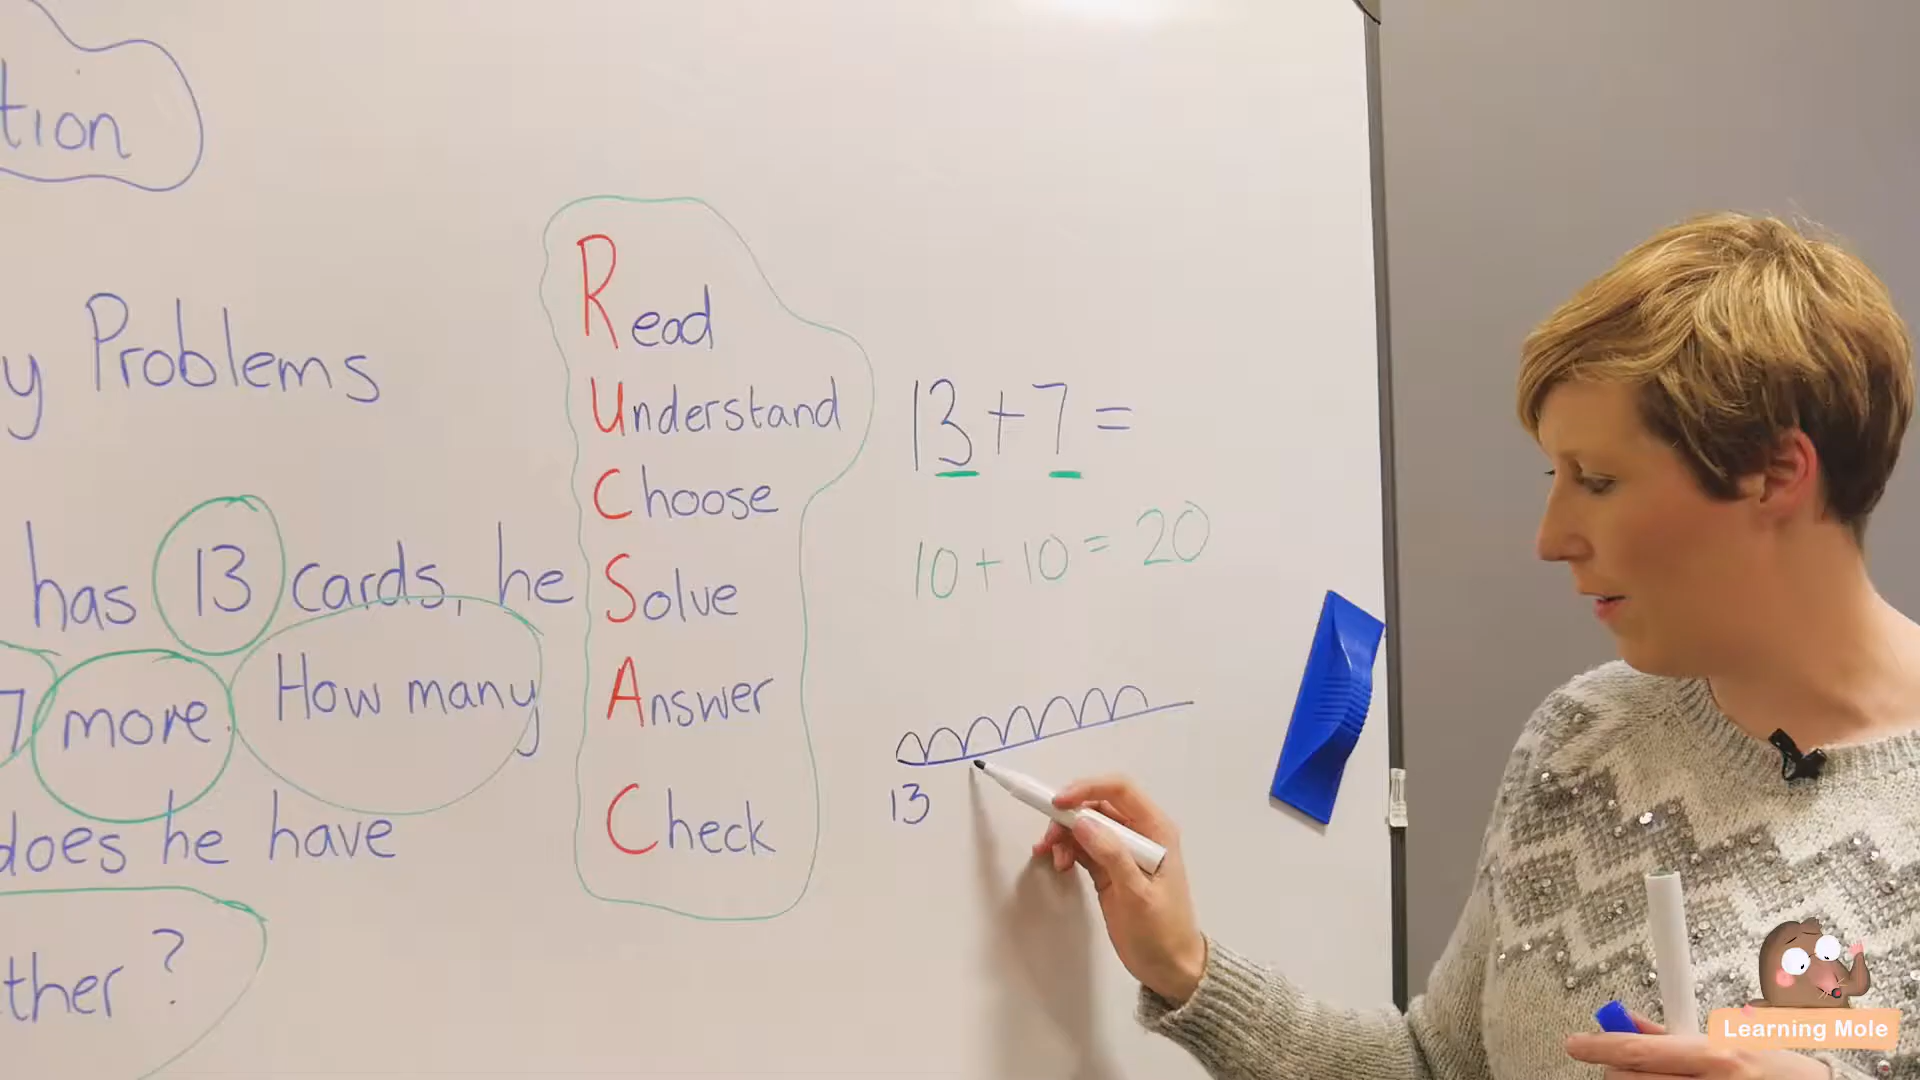 tion
y Problems
has 13 cards, he
7 more. How many
does he have
ther?
Read
Understand
Choose
Solve
Answer
Check
13+7=
10+10=20
13
Learning Mole